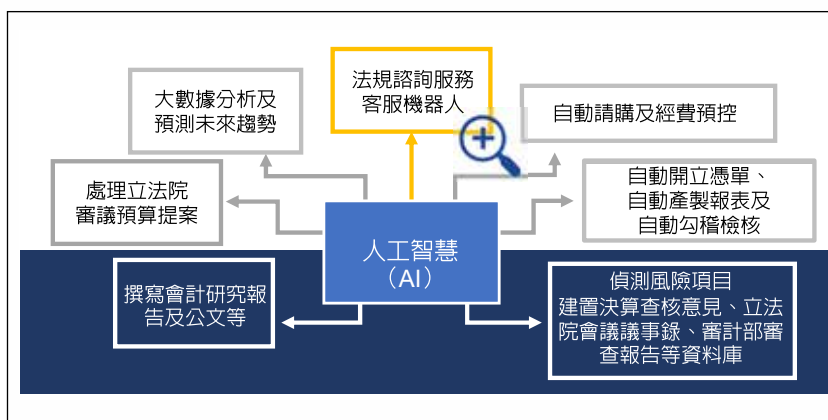 法規諮詢服務
客服機器人
大數據分析及
預測未來趨勢
自動請購及經費預控
處理立法院
審議預算提案
自動開立憑單、
自動產製報表及
自動勾稽檢核
人工智慧
（AI）
撰寫會計研究報
告及公文等
偵測風險項目
建置決算查核意見、立法
院會議議事錄、審計部審
查報告等資料庫